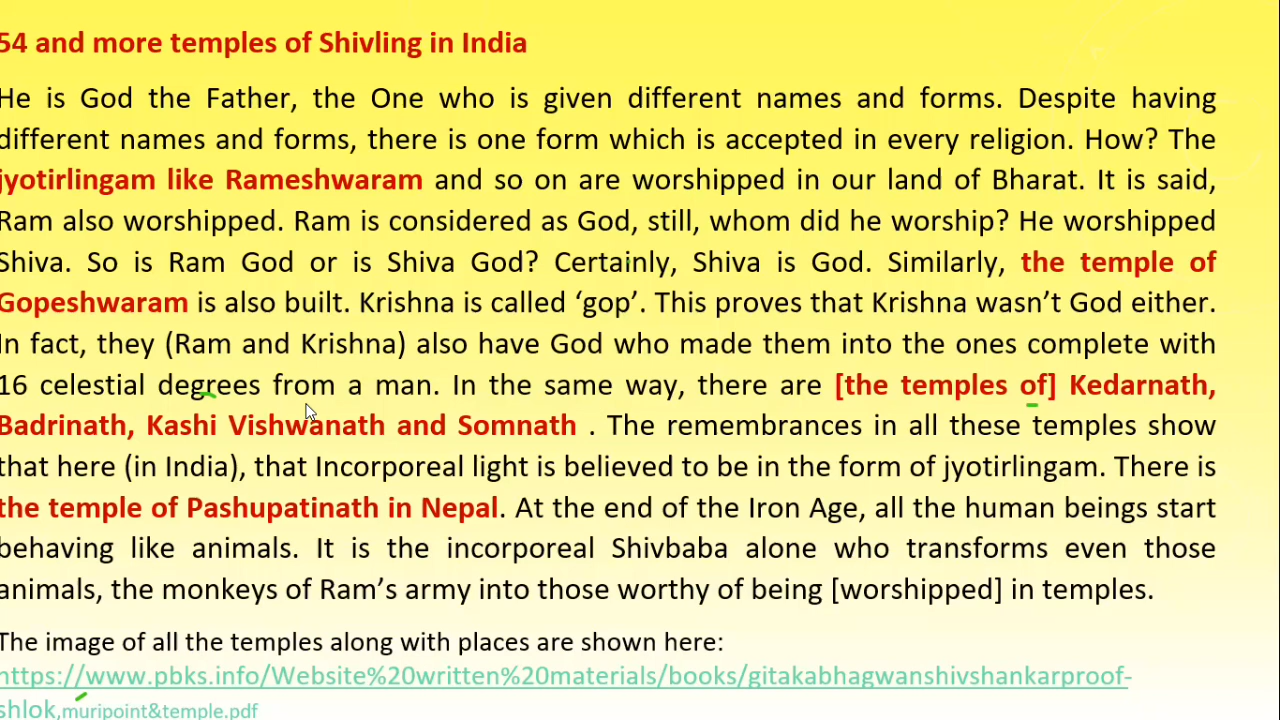 54 and more temples of Shivling in India
He is God the Father, the One who is given different names and forms. Despite having
different names and forms, there is one form which is accepted in every religion. How? The
jyotirlingam like Rameshwaram and so on are worshipped in our land of Bharat. It is said,
Ram also worshipped. Ram is considered as God, still, whom did he worship? He worshipped
Shiva. So is Ram God or is Shiva God? Certainly, Shiva is God. Similarly, the temple of
Gopeshwaram is also built. Krishna is called ‘gop’. This proves that Krishna wasn’t God either.
In fact, they (Ram and Krishna) also have God who made them into the ones complete with
16 celestial degrees from a man. In the same way, there are [the temples of] Kedarnath,
Badrinath, Kashi Vishwanath and Somnath . The remembrances in all these temples show
that here (in India), that Incorporeal light is believed to be in the form of jyotirlingam. There is
the temple of Pashupatinath in Nepal. At the end of the Iron Age, all the human beings start
behaving like animals. It is the incorporeal Shivbaba alone who transforms even those
animals, the monkeys of Ram’s army into those worthy of being [worshipped] in temples.
The image of all the temples along with places are shown here:
https://www.pbks.info/Website%20written%20materials/books/gitakabhagwanshivshankarproof-
shlok,muripoint&temple.pdf